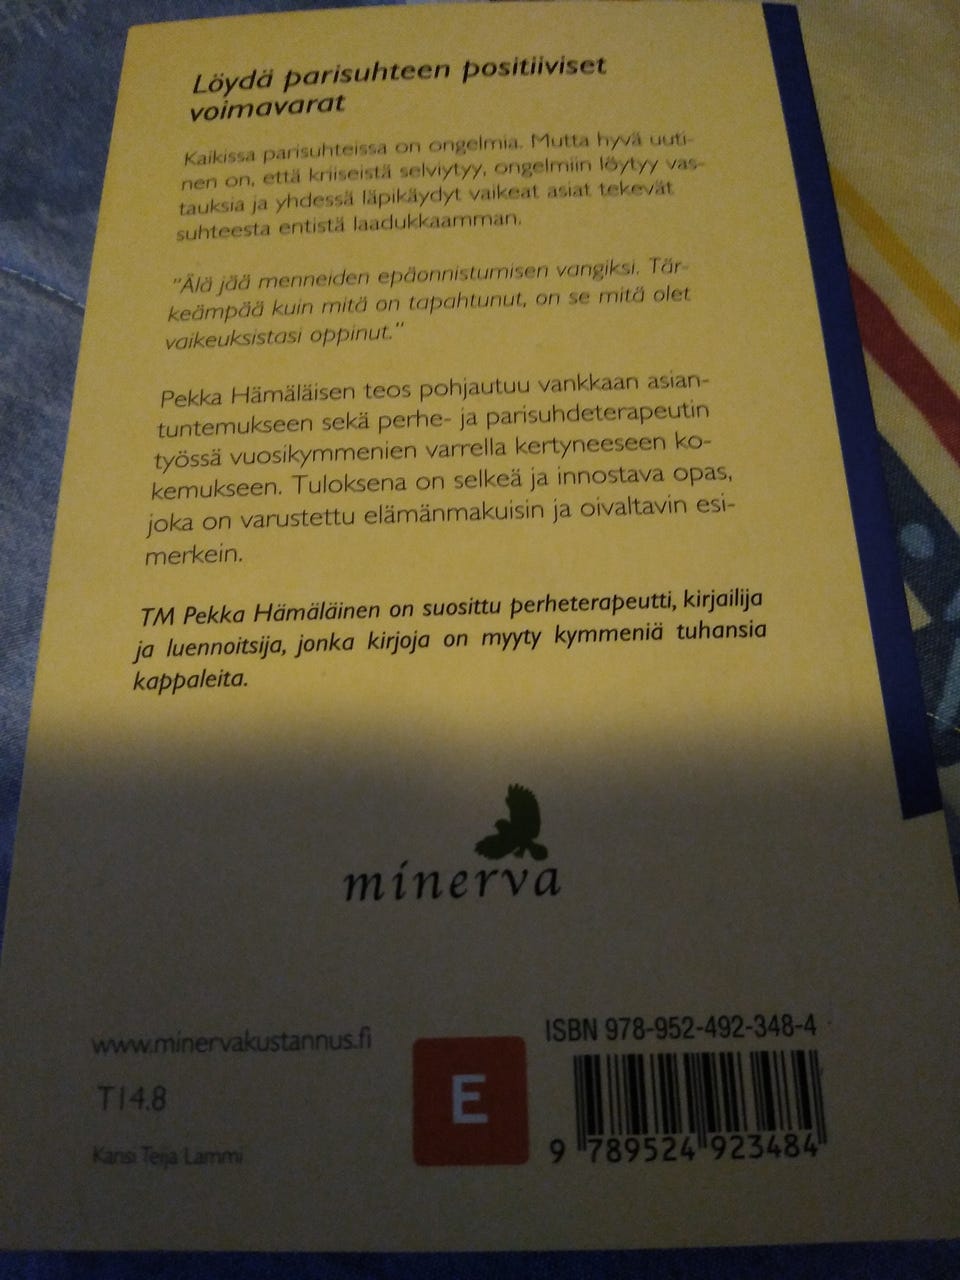 Löydä parisuhteen positiiviset
voimavarat
Kaikissa parisuhteissa on ongelmia. Mutta hyvä uuti-
nen on, että kriiseistä selviytyy, ongelmiin löytyy vas-
tauksia ja yhdessä läpikäydyt vaikeat asiat tekevät
suhteesta entistä laadukkaamman.
"Älä jää menneiden epäonnistumisen vangiksi. Tär-
keämpää kuin mitä on tapahtunut, on se mitä olet
vaikeuksistasi oppinut."
Pekka Hämäläisen teos pohjautuu vankkaan asian-
tuntemukseen sekä perhe- ja parisuhdeterapeutin
työssä vuosikymmenien varrella kertyneeseen ko-
kemukseen. Tuloksena on selkeä ja innostava opas,
joka on varustettu elämänmakuisin ja oivaltavin esi-
merkein.
TM Pekka Hämäläinen on suosittu perheterapeutti, kirjailija
ja luennoitsija, jonka kirjoja on myyty kymmeniä tuhansia
kappaleita.
minerva
www.minervakustannus.fi
T14.8
Kansi Teija Lammi
E
ISBN 978-952-492-348-4
9 789524 923484